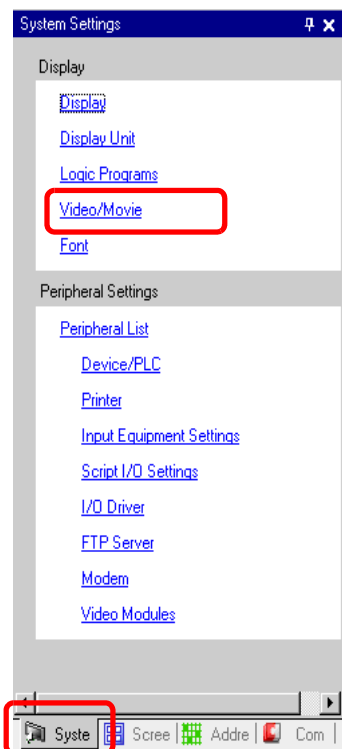 System Settings
Display
Display
Display Unit
Logic Programs
Video/Movie
Font
Peripheral Settings
Peripheral List
Device/PLC
Printer
Input Equipment Settings
Script I/O Settings
I/O Driver
FTP Server
Modem
Video Modules
Syste Scree Addre Com